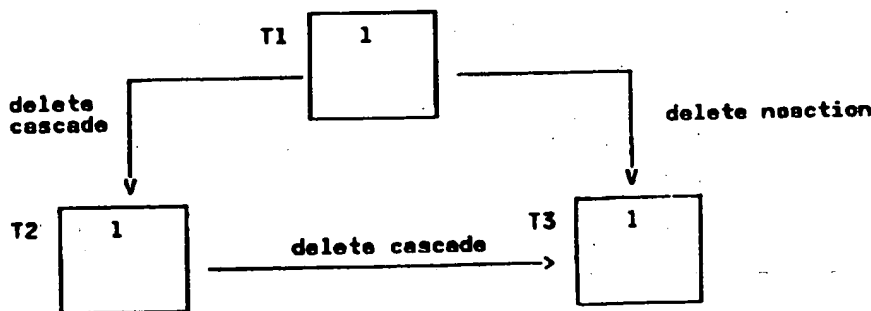 T1 1
delete
cascade
delete noaction
T2 1
T3 1
delete cascade